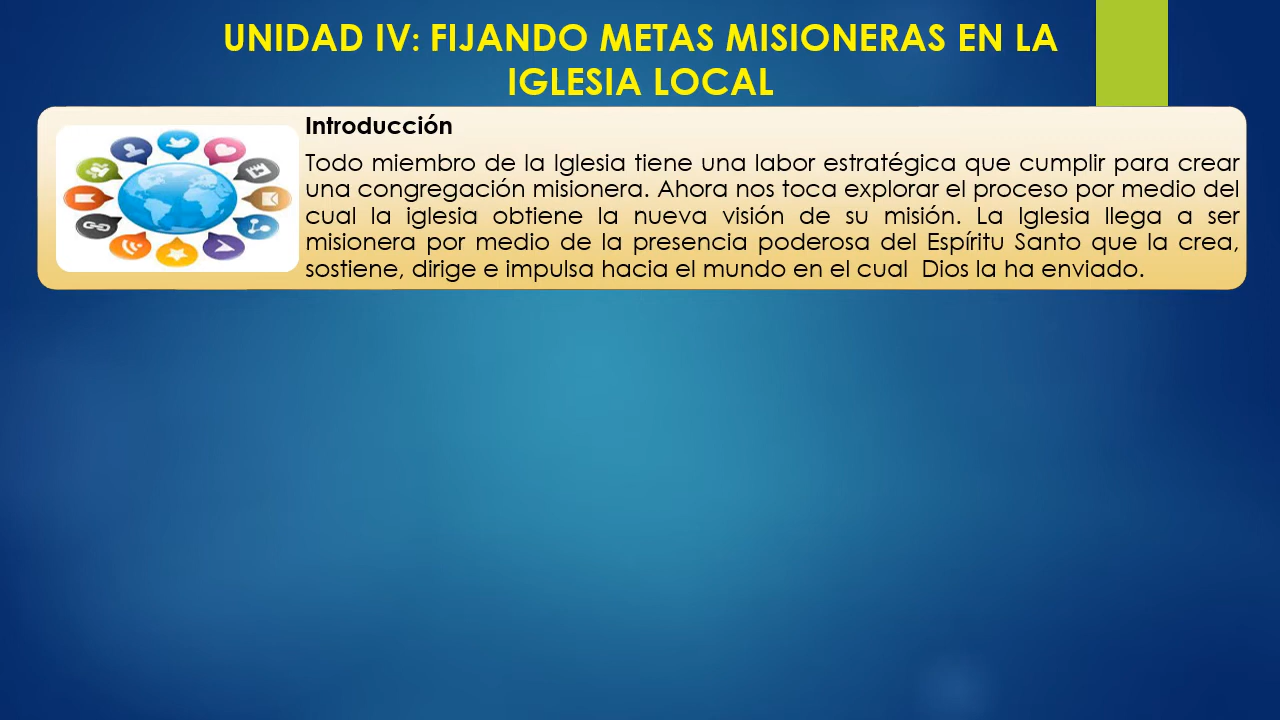 UNIDAD IV: FIJANDO METAS MISIONERAS EN LA
IGLESIA LOCAL
Introducción
Todo miembro de la Iglesia tiene una labor estratégica que cumplir para crear
una congregación misionera. Ahora nos toca explorar el proceso por medio del
cual la iglesia obtiene la nueva visión de su misión. La Iglesia llega a ser
misionera por medio de la presencia poderosa del Espíritu Santo que la crea,
sostiene, dirige e impulsa hacia el mundo en el cual  Dios la ha enviado.